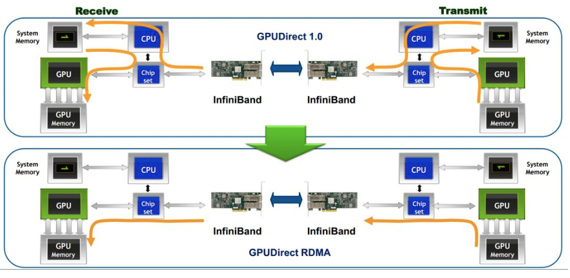 Receive
Transmit
GPUDirect 1.0
System
Memory
CPU
CPU
System
Memory
GPU
Chip
set
Chip
set
GPU
InfiniBand
InfiniBand
GPU
Memory
GPU
Memory
System
Memory
CPU
CPU
System
Memory
GPU
Chip
set
Chip
set
GPU
InfiniBand
InfiniBand
GPU
Memory
GPU
Memory
GPUDirect RDMA